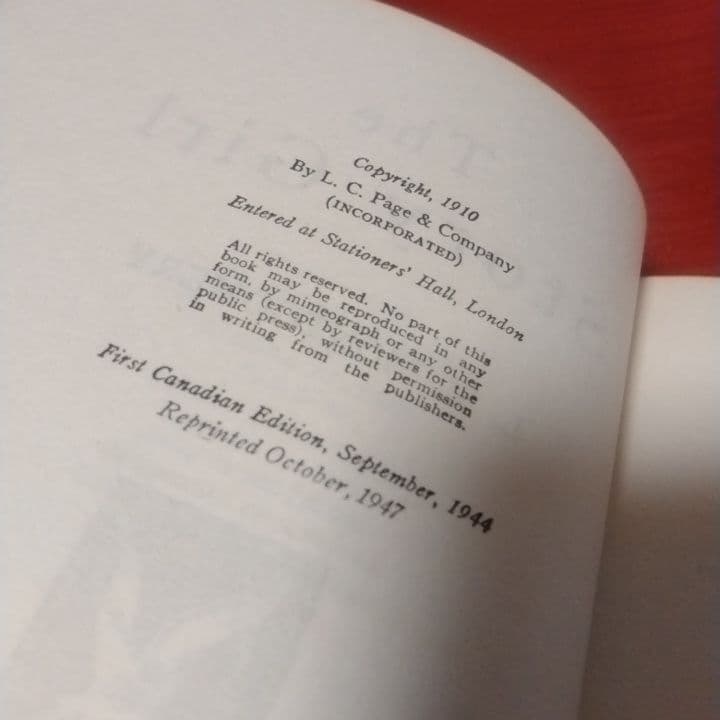 Copyright, 1910
By L. C. Page & Company
(INCORPORATED)
Entered at Stationers' Hall, London
All rights reserved. No part of this
book may be reproduced in any
form, by mimeograph or any other
means (except by reviewers for the
public press), without permission
in writing from the publishers.
First Canadian Edition, September, 1944
Reprinted October, 1947